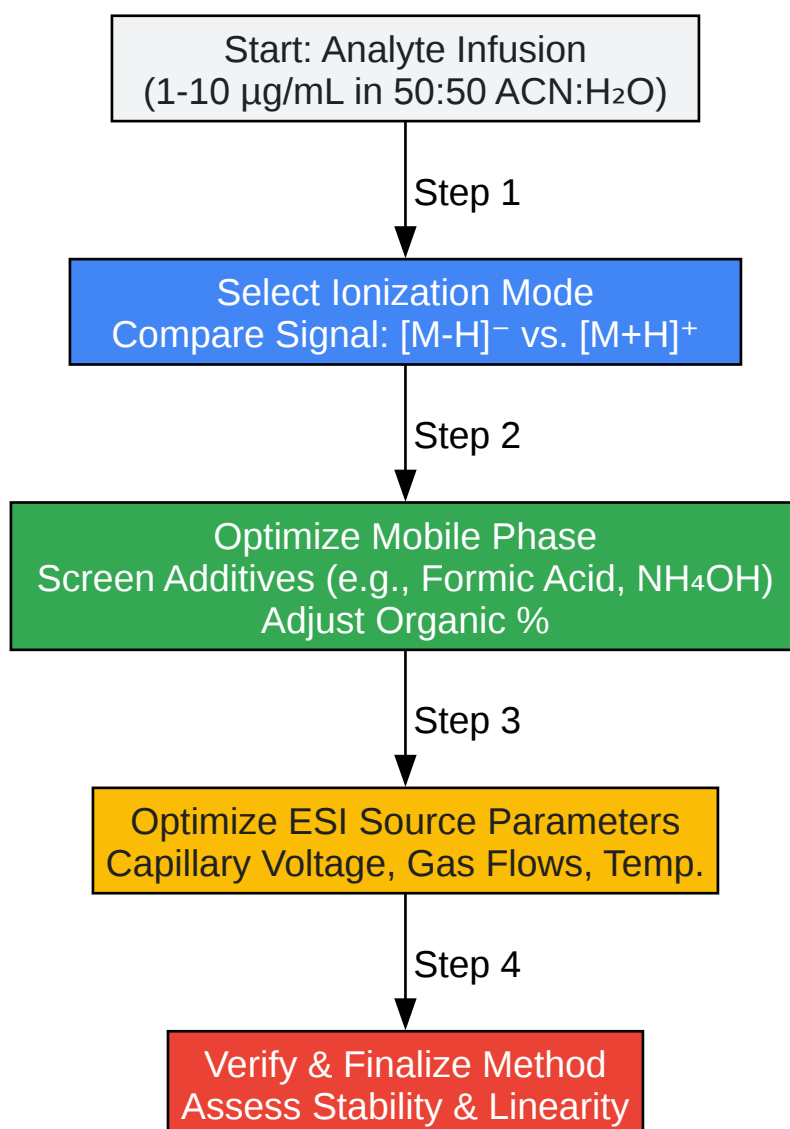 Start: Analyte Infusion
(1-10 µg/mL in 50:50 ACN:H₂O)
Step 1
Select Ionization Mode
Compare Signal: [M-H]⁻ vs. [M+H]⁺
Step 2
Optimize Mobile Phase
Screen Additives (e.g., Formic Acid, NH₄OH)
Adjust Organic %
Step 3
Optimize ESI Source Parameters
Capillary Voltage, Gas Flows, Temp.
Step 4
Verify & Finalize Method
Assess Stability & Linearity